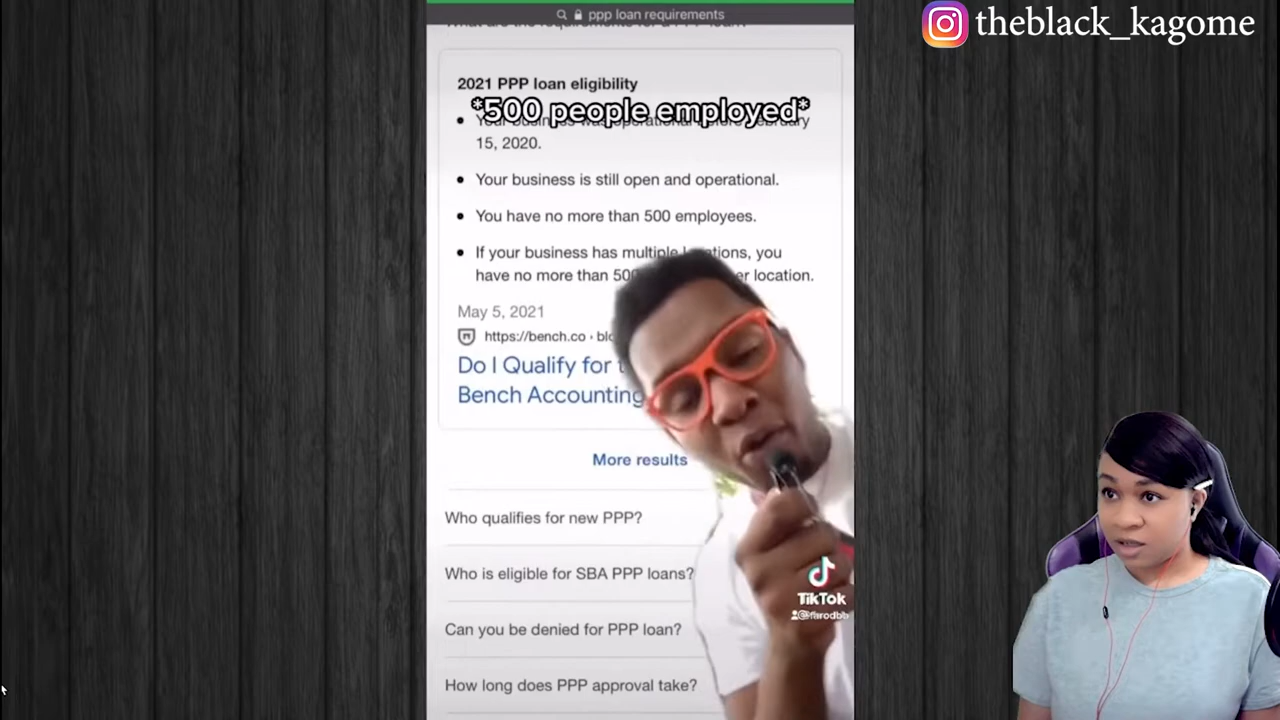 ppp loan requirements
theblack_kagome
2021 PPP loan eligibility
*500 people employed*
15, 2020.
Your business is still open and operational.
You have no more than 500 employees.
If your business has multiple
you
have no more than
location.
May 5, 2021
https://bench.co
Do I Qualify for
Bench Accounting
More results
Who qualifies for new PPP?
Who is eligible for SBA PPP loans?
Can you be denied for PPP loan?
How long does PPP approval take?
TikTok